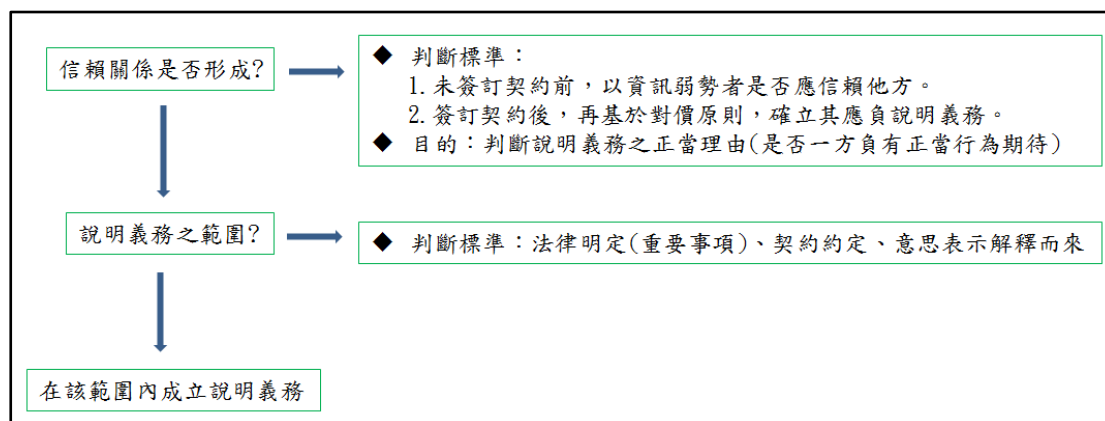 信賴關係是否形成?
◆ 判斷標準：
1. 未簽訂契約前，以資訊弱勢者是否應信賴他方。
2. 簽訂契約後，再基於對價原則，確立其應負說明義務。
◆ 目的：判斷說明義務之正當理由(是否一方負有正當行為期待)
說明義務之範圍?
◆ 判斷標準：法律明定(重要事項)、契約約定、意思表示解釋而來
在該範圍內成立說明義務